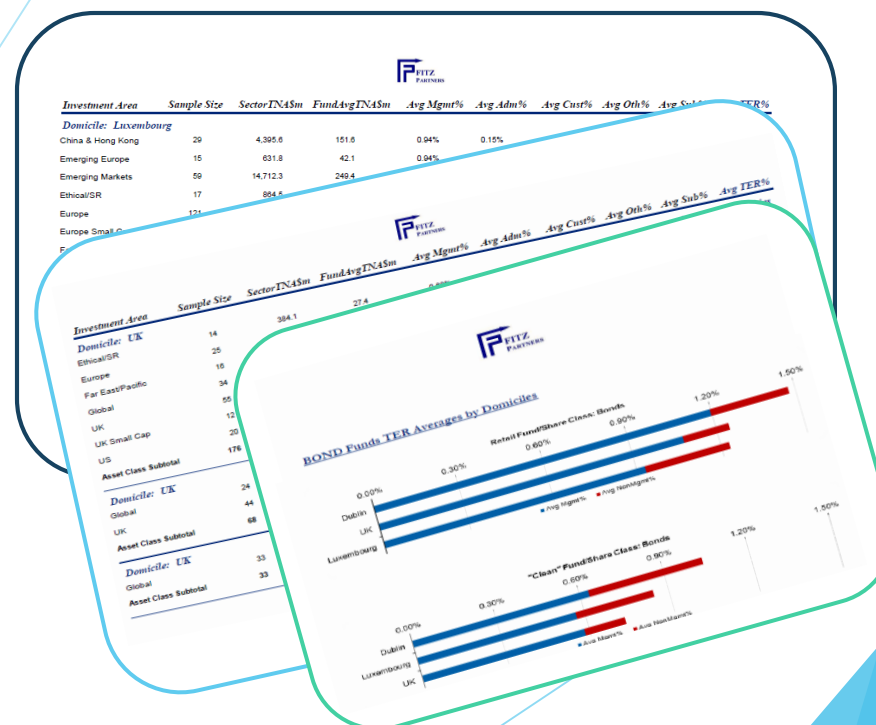 FITZ
PARTNERS
Investment Area Sample Size SectorTNA$m FundAvgTNA$m Avg Mgmt% Avg Adm% Avg Cust% Avg Oth% Avg TER%
Domicile: Luxembourg
China & Hong Kong 29 4,395.6 151.6 0.94% 0.15%
Emerging Europe 15 631.8 42.1 0.94%
Emerging Markets 59 14,712.3 249.4
Ethical/SR 17 864.5
Europe 121
Europe Small
FITZ
PARTNERS
Investment Area Sample Size SectorTNA$m FundAvgTNA$m Avg Mgmt% Avg Adm% Avg Cust% Avg Oth% Avg Sub% Avg TER%
Domicile: UK
Ethical/SR 14 384.1 27.4
Europe 25
Far East/Pacific 16
Global 34
UK 55
UK Small Cap 12
US 20
Asset Class Subtotal 176
Domicile: UK
Global 24
UK 44
Asset Class Subtotal 68
Domicile: UK
Global 33
Asset Class Subtotal 33
FITZ
PARTNERS
BOND Funds TER Averages by Domiciles
Retail Fund/Share Class: Bonds
0.00% 0.30% 0.60% 0.90% 1.20% 1.50%
Dublin
UK
Luxembourg
Avg Mgmt% Avg NonMgmt%
"Clean" Fund/Share Class: Bonds
0.00% 0.30% 0.60% 0.90% 1.20% 1.50%
Dublin
Luxembourg
UK
Avg Mgmt% Avg NonMgmt%